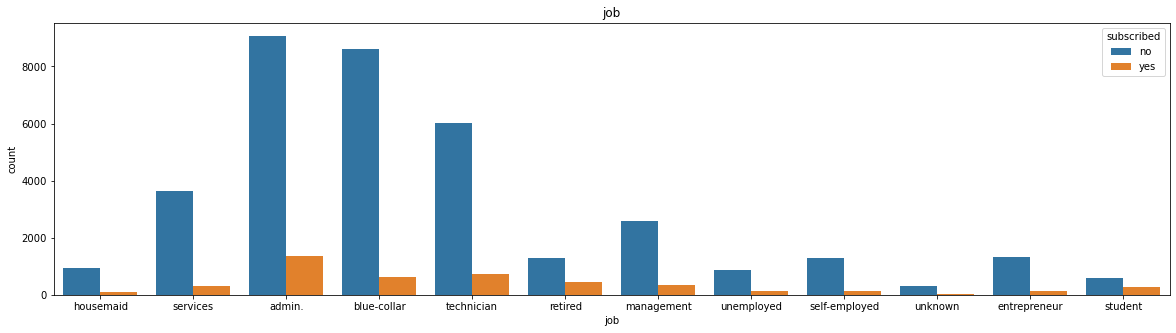 job
subscribed
no
yes
count
8000
6000
4000
2000
0
housemaid services admin. blue-collar technician retired management unemployed self-employed unknown entrepreneur student
job